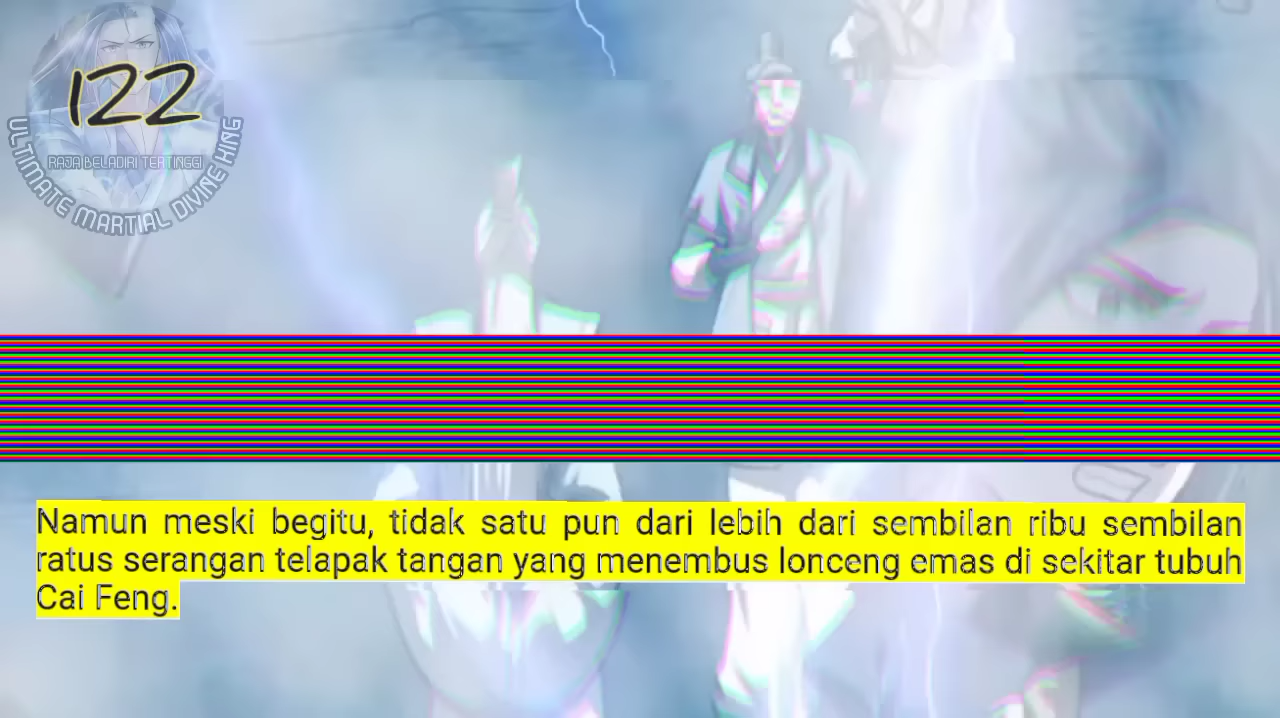 122
RAJA BELADIRI TERTINGGI
ULTIMATE MARTIAL DIVINE KING
Namun meski begitu, tidak satu pun dari lebih dari sembilan ribu sembilan
ratus serangan telapak tangan yang menembus lonceng emas di sekitar tubuh
Cai Feng.